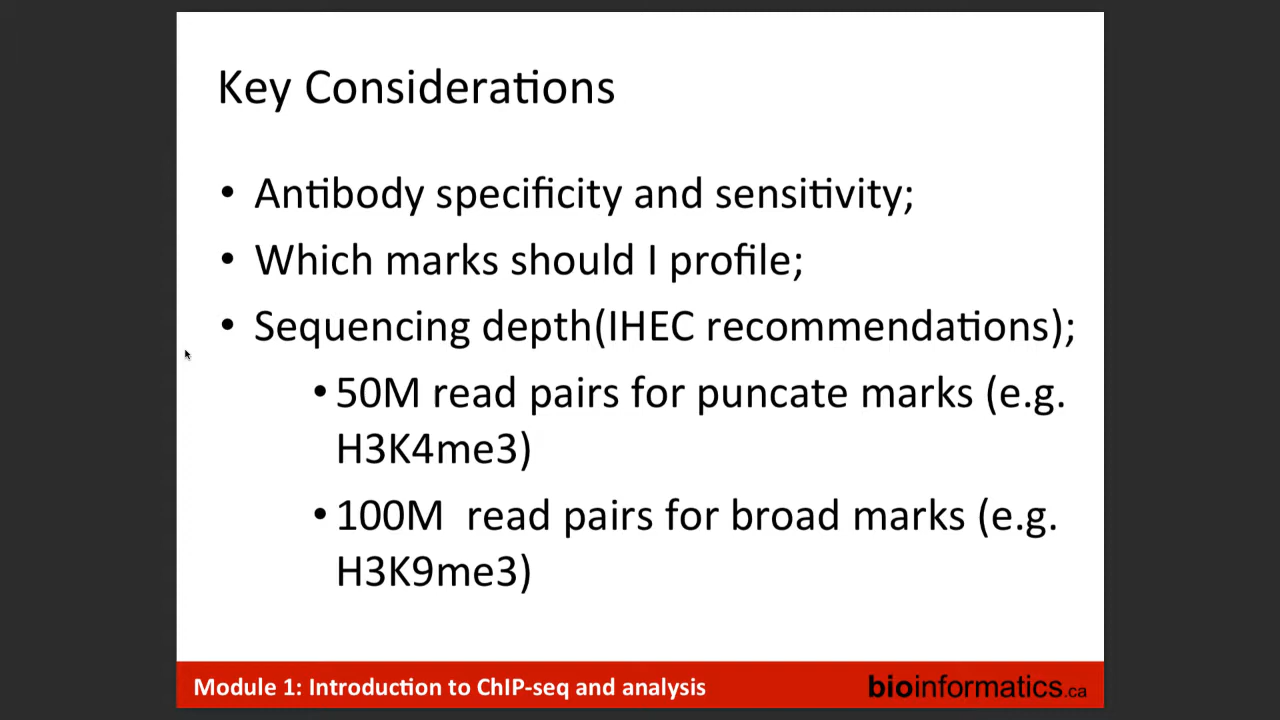 Key Considerations
• Antibody specificity and sensitivity;
• Which marks should I profile;
• Sequencing depth(IHEC recommendations);
• 50M read pairs for puncate marks (e.g.
H3K4me3)
• 100M  read pairs for broad marks (e.g.
H3K9me3)
Module 1: Introduction to ChIP-seq and analysis
bioinformatics.ca